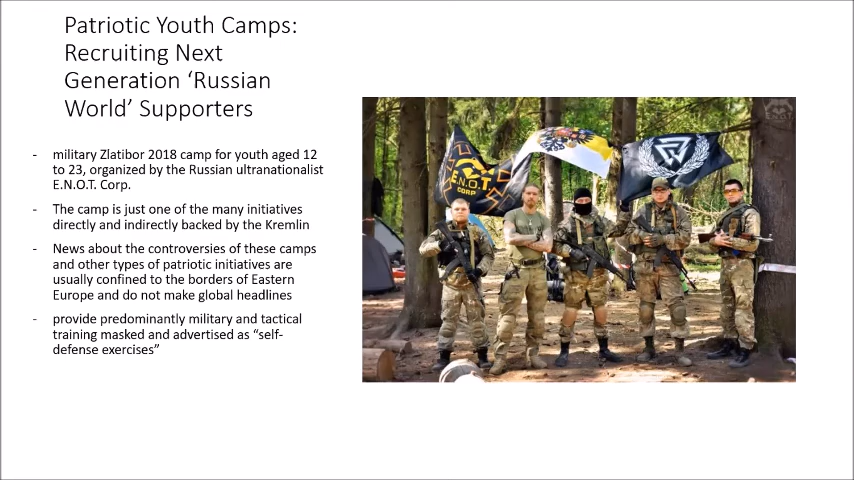 Patriotic Youth Camps:
Recruiting Next
Generation ‘Russian
World’ Supporters
- military Zlatibor 2018 camp for youth aged 12
to 23, organized by the Russian ultranationalist
E.N.O.T. Corp.
- The camp is just one of the many initiatives
directly and indirectly backed by the Kremlin
- News about the controversies of these camps
and other types of patriotic initiatives are
usually confined to the borders of Eastern
Europe and do not make global headlines
- provide predominantly military and tactical
training masked and advertised as “self-
defense exercises”
E.N.O.T.
CORP